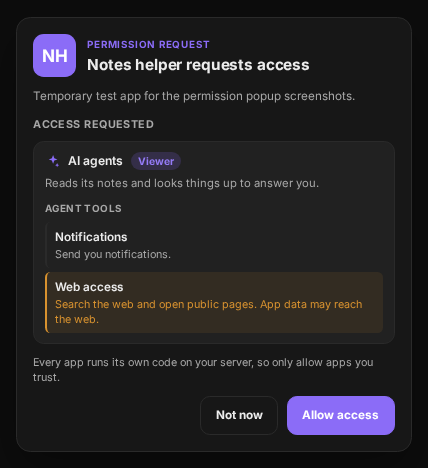 NH
PERMISSION REQUEST
Notes helper requests access
Temporary test app for the permission popup screenshots.
ACCESS REQUESTED
AI agents Viewer
Reads its notes and looks things up to answer you.
AGENT TOOLS
Notifications
Send you notifications.
Web access
Search the web and open public pages. App data may reach
the web.
Every app runs its own code on your server, so only allow apps you
trust.
Not now Allow access